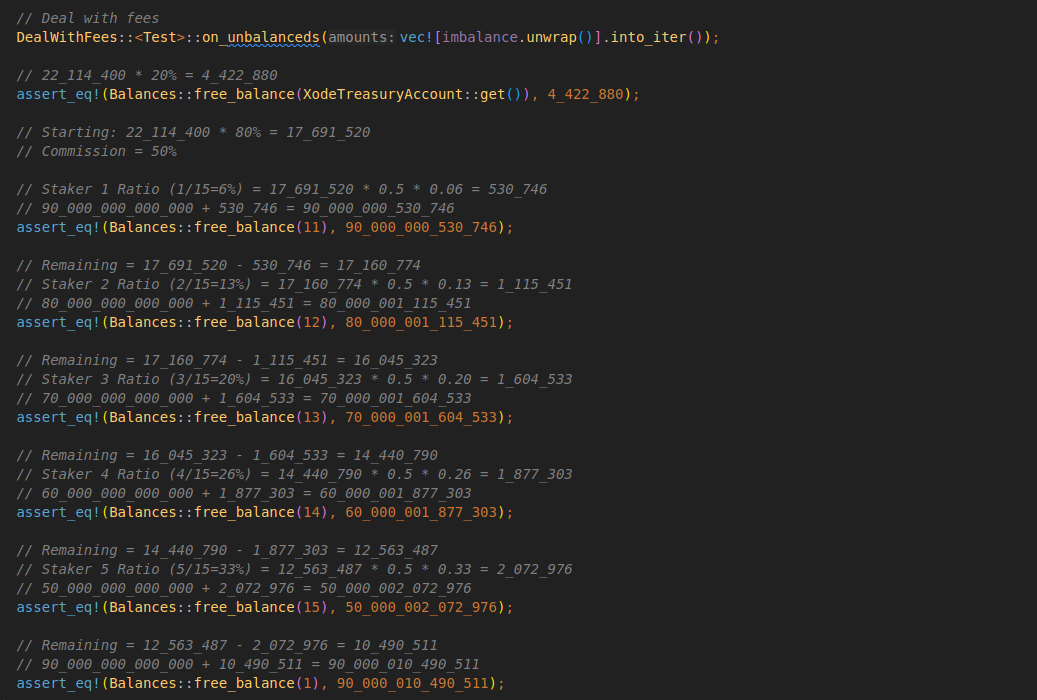 // Deal with fees
DealWithFees::<Test>::on_unbalanceds(amounts: vec![imbalance.unwrap()].into_iter());
// 22_114_400 * 20% = 4_422_880
assert_eq!(Balances::free_balance(XodeTreasuryAccount::get()), 4_422_880);
// Starting: 22_114_400 * 80% = 17_691_520
// Commission = 50%
// Staker 1 Ratio (1/15=6%) = 17_691_520 * 0.5 * 0.06 = 530_746
// 90_000_000_000_000 + 530_746 = 90_000_000_530_746
assert_eq!(Balances::free_balance(11), 90_000_000_530_746);
// Remaining = 17_691_520 - 530_746 = 17_160_774
// Staker 2 Ratio (2/15=13%) = 17_160_774 * 0.5 * 0.13 = 1_115_451
// 80_000_000_000_000 + 1_115_451 = 80_000_001_115_451
assert_eq!(Balances::free_balance(12), 80_000_001_115_451);
// Remaining = 17_160_774 - 1_115_451 = 16_045_323
// Staker 3 Ratio (3/15=20%) = 16_045_323 * 0.5 * 0.20 = 1_604_533
// 70_000_000_000_000 + 1_604_533 = 70_000_001_604_533
assert_eq!(Balances::free_balance(13), 70_000_001_604_533);
// Remaining = 16_045_323 - 1_604_533 = 14_440_790
// Staker 4 Ratio (4/15=26%) = 14_440_790 * 0.5 * 0.26 = 1_877_303
// 60_000_000_000_000 + 1_877_303 = 60_000_001_877_303
assert_eq!(Balances::free_balance(14), 60_000_001_877_303);
// Remaining = 14_440_790 - 1_877_303 = 12_563_487
// Staker 5 Ratio (5/15=33%) = 12_563_487 * 0.5 * 0.33 = 2_072_976
// 50_000_000_000_000 + 2_072_976 = 50_000_002_072_976
assert_eq!(Balances::free_balance(15), 50_000_002_072_976);
// Remaining = 12_563_487 - 2_072_976 = 10_490_511
// 90_000_000_000_000 + 10_490_511 = 90_000_010_490_511
assert_eq!(Balances::free_balance(1), 90_000_010_490_511);